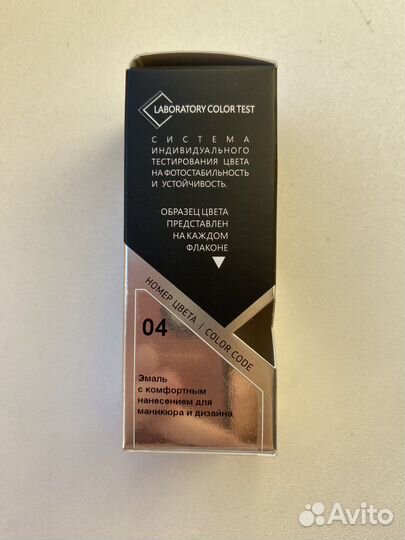 LABORATORY COLOR TEST
СИСТЕМА
ИНДИВИДУАЛЬНОГО
ТЕСТИРОВАНИЯ ЦВЕТА
НА ФОТОСТАБИЛЬНОСТЬ
И УСТОЙЧИВОСТЬ.
ОБРАЗЕЦ ЦВЕТА
ПРЕДСТАВЛЕН
НА КАЖДОМ
ФЛАКОНЕ
НОМЕР ЦВЕТА | COLOR CODE
04
Эмаль
с комфортным
нанесением для
маникюра и дизайна
Avito